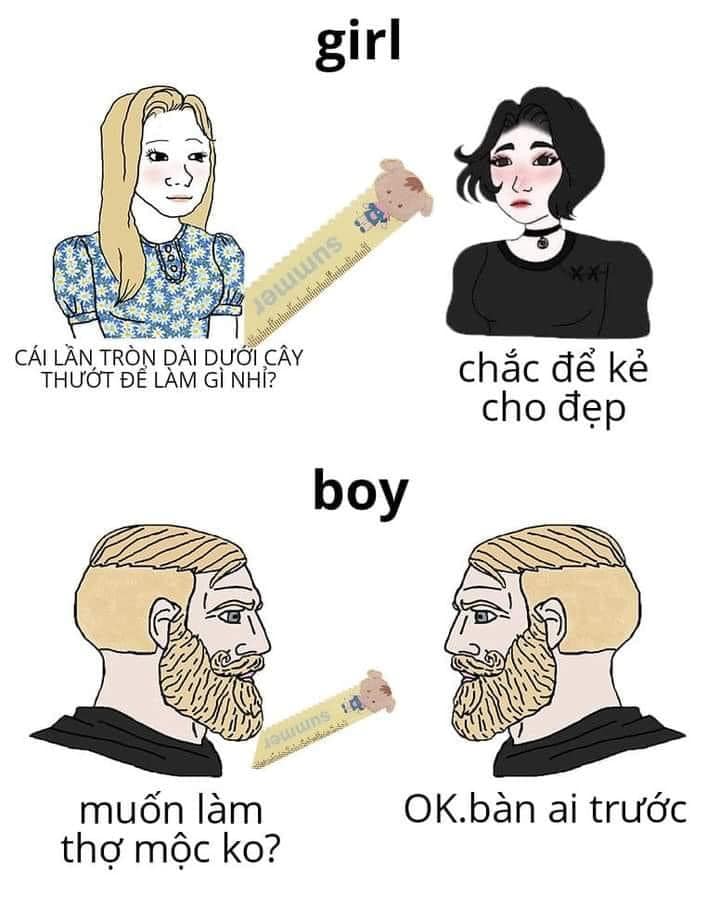 girl
summer
CÁI LẦN TRÒN DÀI DƯỚI CÂY
THƯỚT ĐỂ LÀM GÌ NHỈ?
chắc để kẻ
cho đẹp
boy
summer
muốn làm
thợ mộc ko?
OK.bàn ai trước